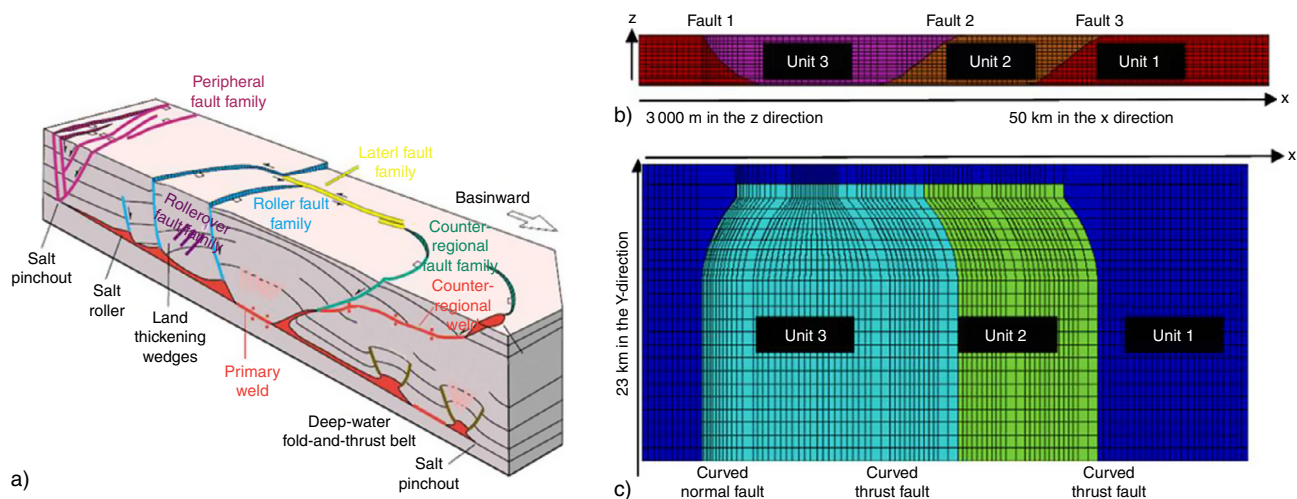 Peripheral
fault family
Laterl fault
family
Rollerover
fault family
Roller fault
family
Basinward
Counter-
regional
fault family
Counter-
regional
weld
Salt
pinchout
Salt
roller
Land
thickening
wedges
Primary
weld
Deep-water
fold-and-thrust belt
Salt
pinchout
a)
z
Fault 1
Fault 2
Fault 3
Unit 3
Unit 2
Unit 1
x
b)
3 000 m in the z direction
50 km in the x direction
x
23 km in the Y-direction
Unit 3
Unit 2
Unit 1
c)
Curved
normal fault
Curved
thrust fault
Curved
thrust fault